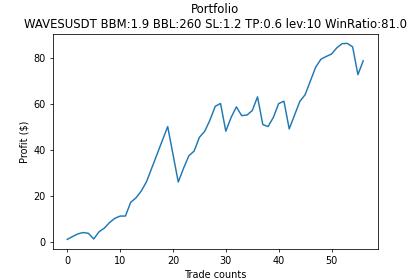 Portfolio
WAVESUSDT BBM:1.9 BBL:260 SL:1.2 TP:0.6 lev:10 WinRatio:81.0
Profit ($)
80
60
40
20
0
0 10 20 30 40 50
Trade counts